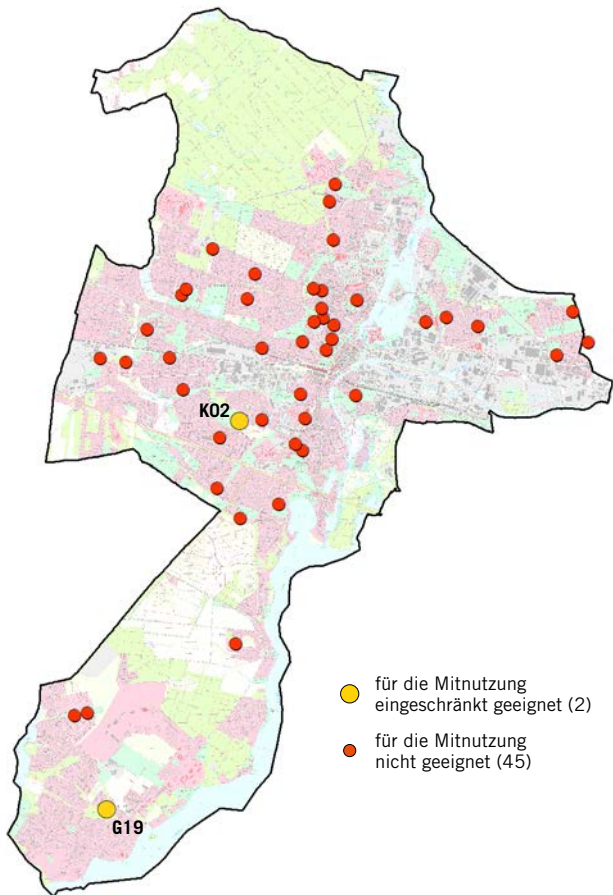 K02
für die Mitnutzung
eingeschränkt geeignet (2)
für die Mitnutzung
nicht geeignet (45)
G19